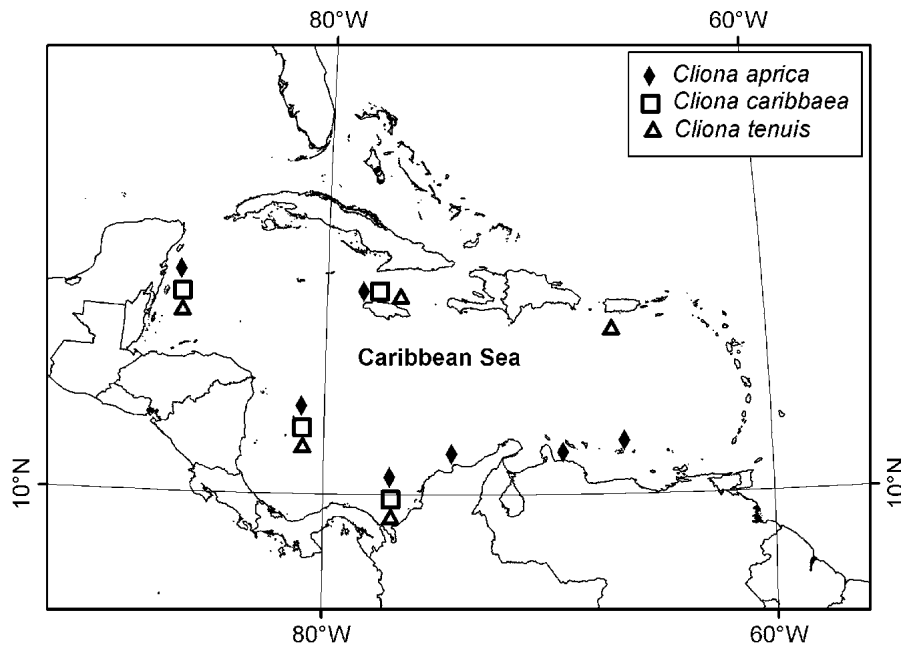 80°W 60°W
Cliona aprica
Cliona caribbaea
Cliona tenuis
Caribbean Sea
10°N 10°N
80°W 60°W